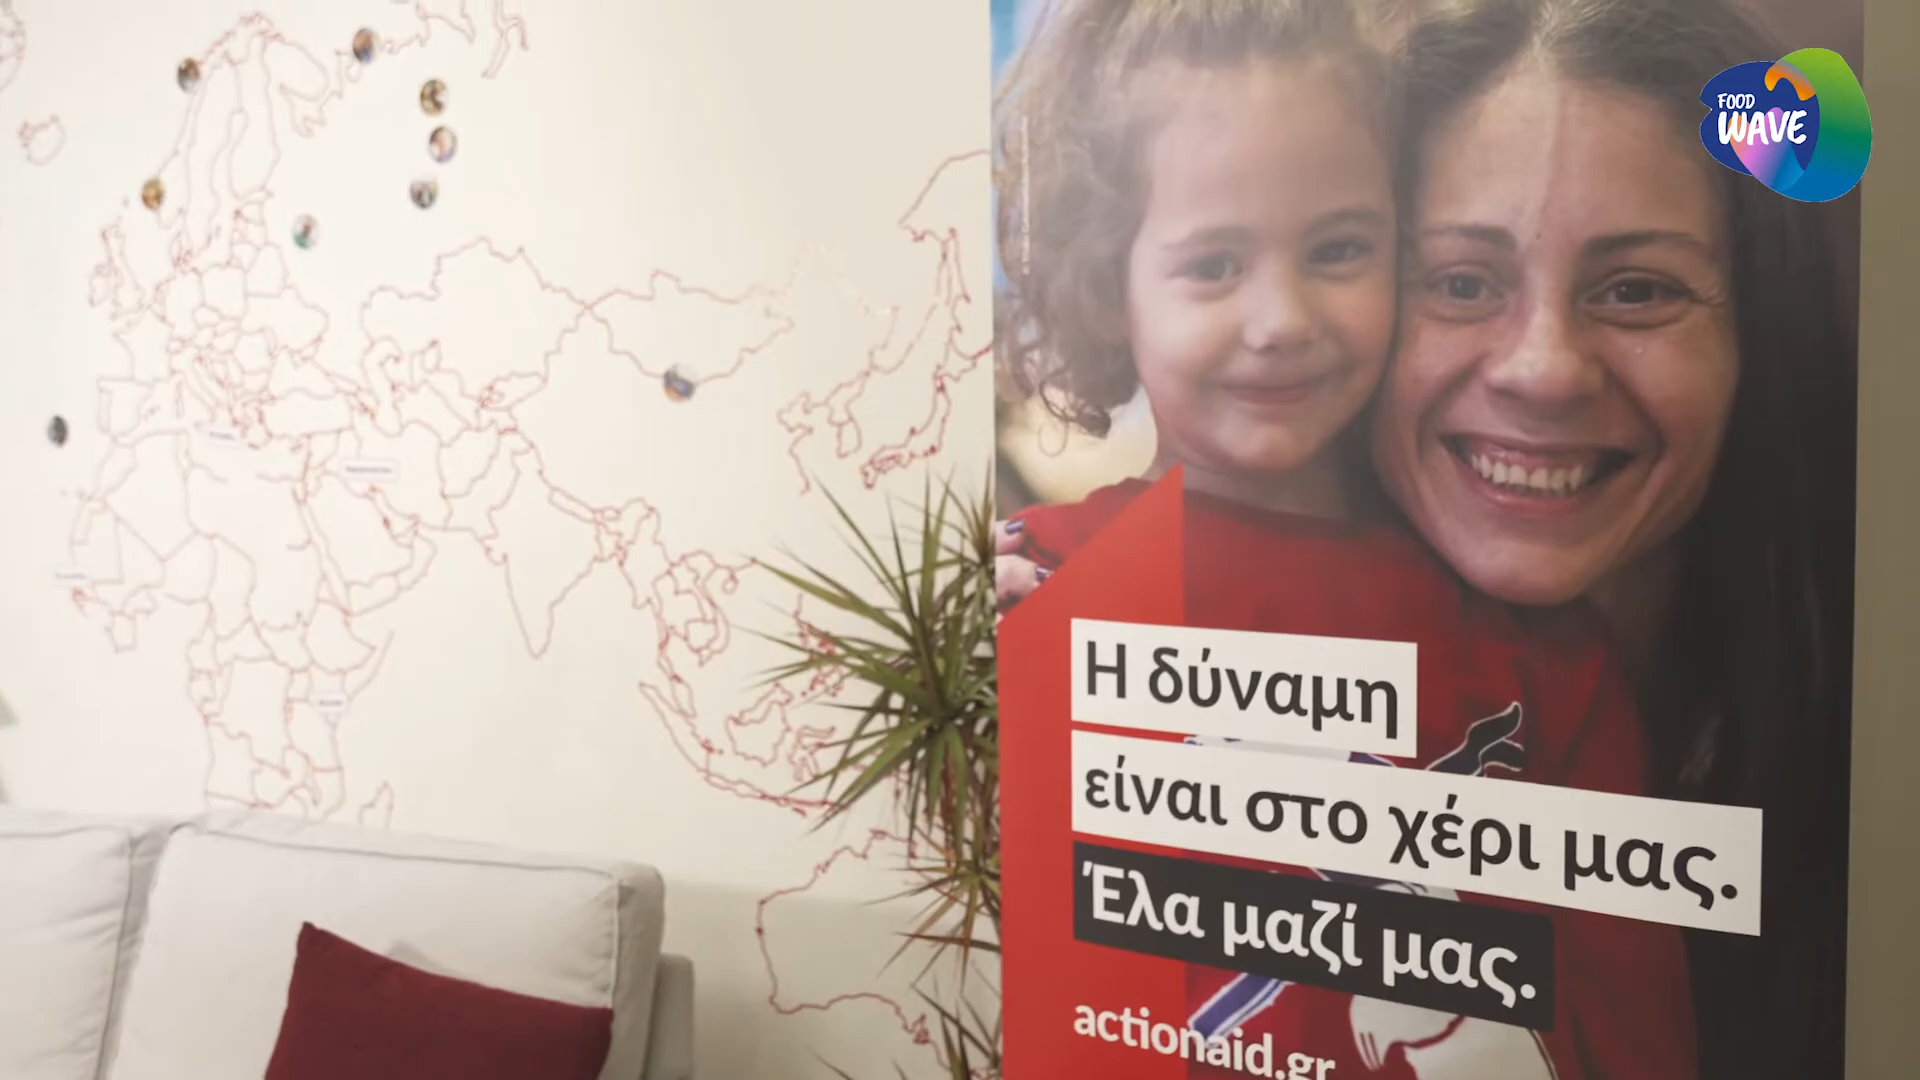 FOOD
WAVE
Η δύναμη
είναι στο χέρι μας.
Έλα μαζί μας.
actionaid.gr